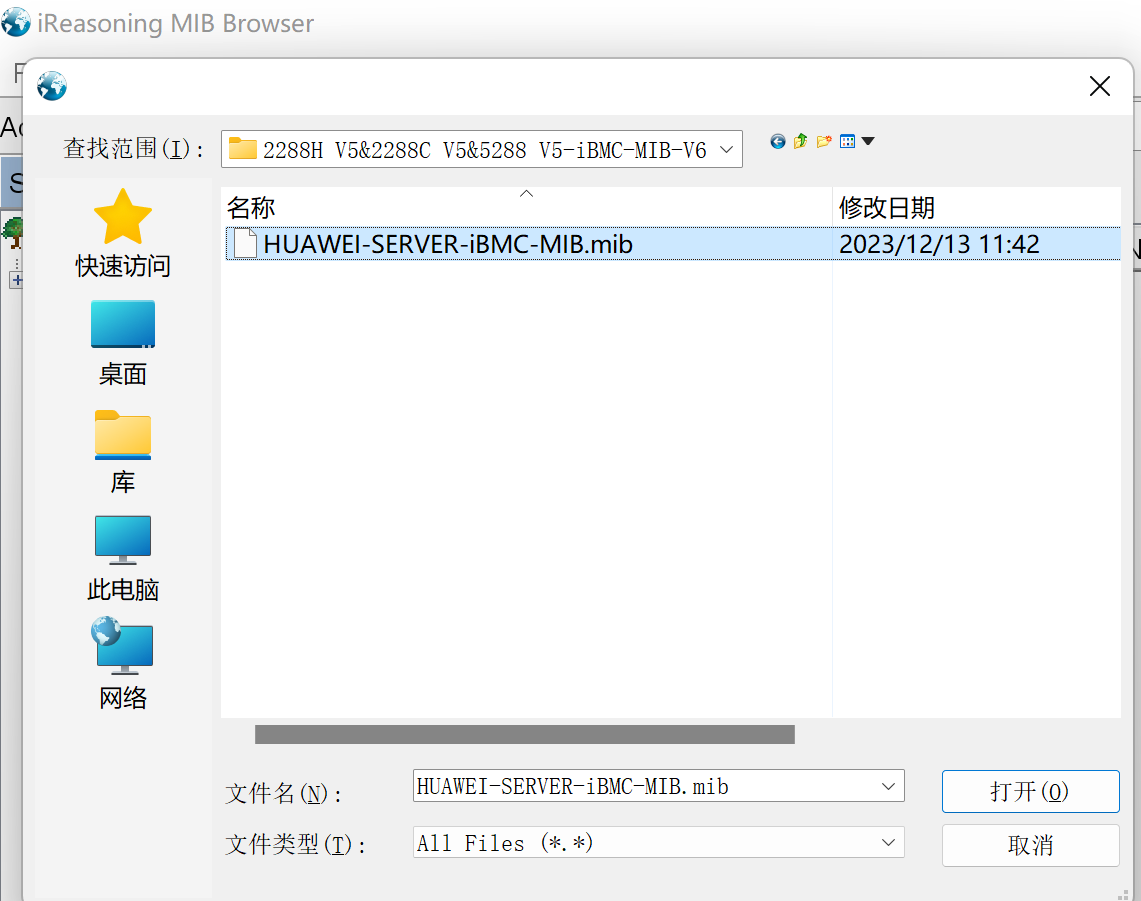 iReasoning MIB Browser
查找范围(I):
2288H V5&2288C V5&5288 V5-iBMC-MIB-V6
名称
修改日期
HUAWEI-SERVER-iBMC-MIB.mib
2023/12/13 11:42
快速访问
桌面
库
此电脑
网络
文件名(N):
HUAWEI-SERVER-iBMC-MIB.mib
打开(O)
文件类型(T):
All Files (*.*)
取消